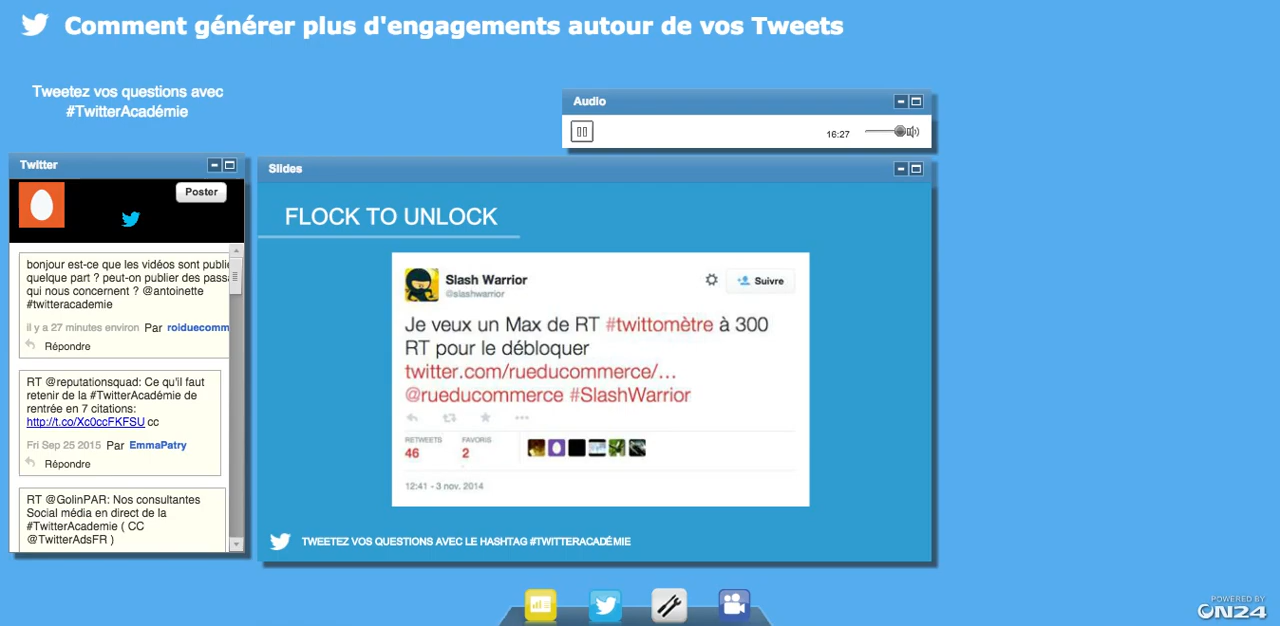 Comment générer plus d'engagements autour de vos Tweets
Tweetez vos questions avec
#TwitterAcadémie
Audio
16:27
Twitter
Poster
bonjour est-ce que les vidéos sont publié
quelque part ? peut-on publier des pass
qui nous concernent ? @antoinette
#twitteracademie
il y a 27 minutes environ Par roiduecomm
Répondre
RT @reputationsquad: Ce qu'il faut
retenir de la #TwitterAcadémie de
rentrée en 7 citations:
http://t.co/Xc0ccFKFSU cc
Fri Sep 25 2015 Par EmmaPatry
Répondre
RT @GolinPAR: Nos consultantes
Social média en direct de la
#TwitterAcademie ( CC
@TwitterAdsFR )
Slides
FLOCK TO UNLOCK
Slash Warrior
@slashwarrior
Suivre
Je veux un Max de RT #twittomètre à 300
RT pour le débloquer
twitter.com/rueducommerce/…
@rueducommerce #SlashWarrior
RETWEETS FAVORIS
46 2
12:41 - 3 nov. 2014
TWEETEZ VOS QUESTIONS AVEC LE HASHTAG #TWITTERACADÉMIE
POWERED BY
ON24